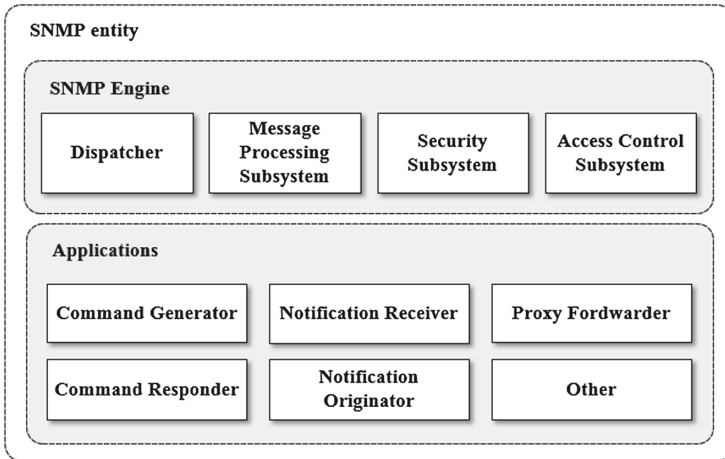 SNMP entity
SNMP Engine
Dispatcher
Message
Processing
Subsystem
Security
Subsystem
Access Control
Subsystem
Applications
Command Generator
Notification Receiver
Proxy Fordwarder
Command Responder
Notification
Originator
Other